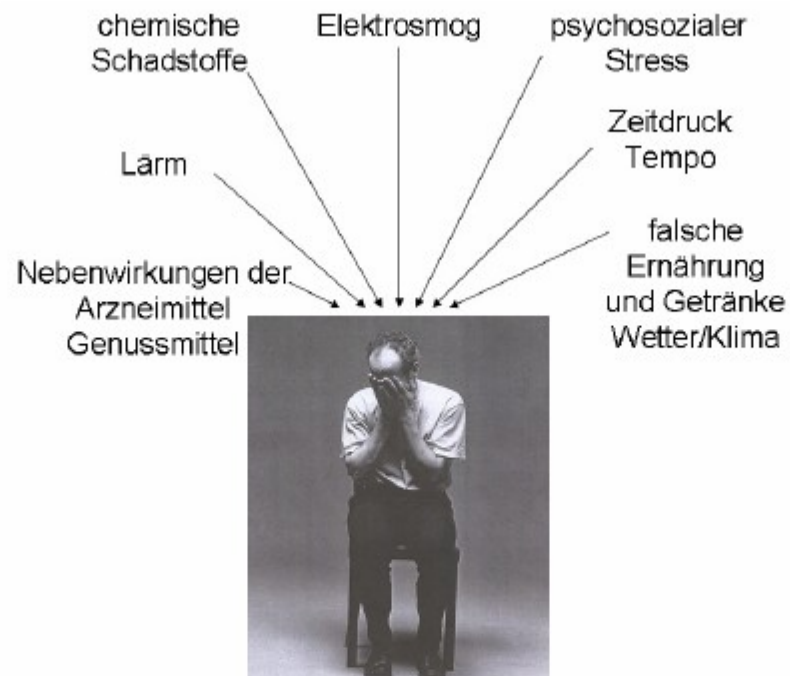 chemische
Schadstoffe
Elektrosmog
psychosozialer
Stress
Lärm
Zeitdruck
Tempo
Nebenwirkungen der
Arzneimittel
Genussmittel
falsche
Ernährung
und Getränke
Wetter/Klima